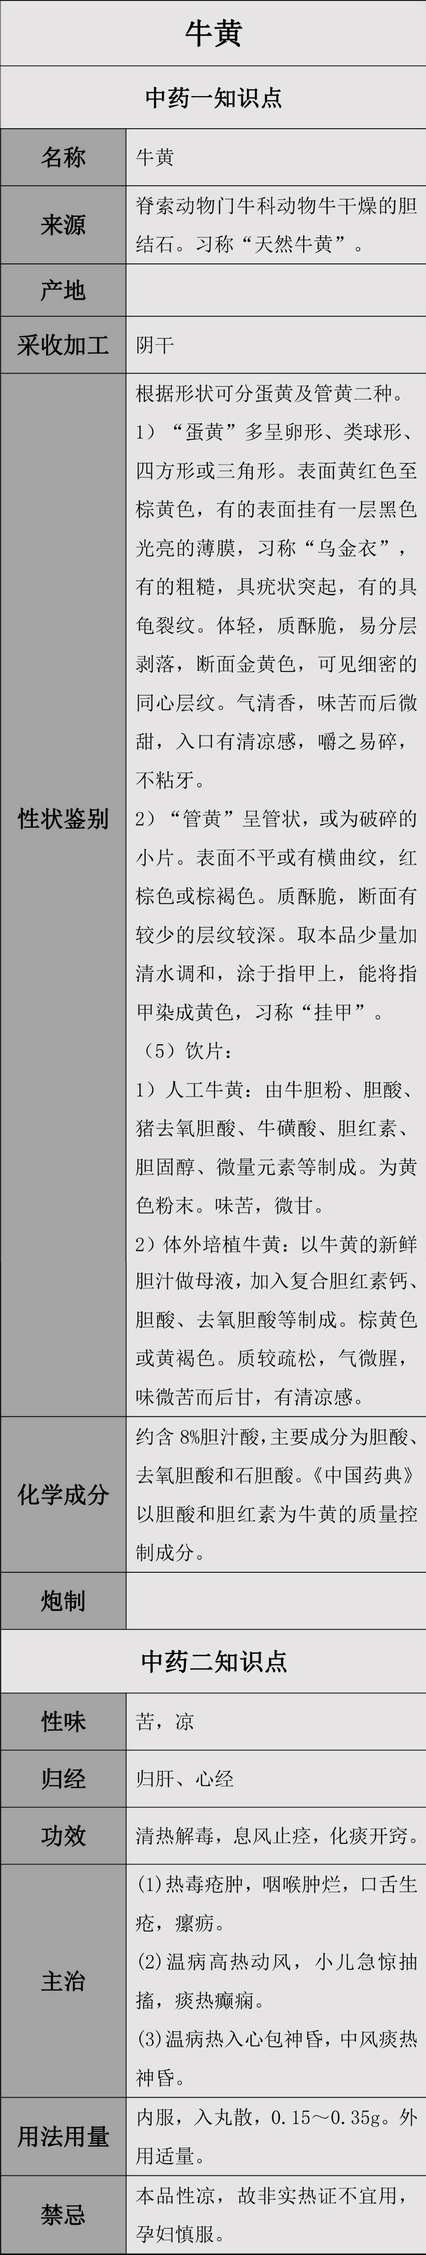 牛黄
中药一知识点
名称
牛黄
来源
脊索动物门牛科动物牛干燥的胆
结石。习称“天然牛黄”。
产地
采收加工
阴干
性状鉴别
根据形状可分蛋黄及管黄二种。
1）“蛋黄”多呈卵形、类球形、
四方形或三角形。表面黄红色至
棕黄色，有的表面挂有一层黑色
光亮的薄膜，习称“乌金衣”，
有的粗糙，具疣状突起，有的具
龟裂纹。体轻，质酥脆，易分层
剥落，断面金黄色，可见细密的
同心层纹。气清香，味苦而后微
甜，入口有清凉感，嚼之易碎，
不粘牙。
2）“管黄”呈管状，或为破碎的
小片。表面不平或有横曲纹，红
棕色或棕褐色。质酥脆，断面有
较少的层纹较深。取本品少量加
清水调和，涂于指甲上，能将指
甲染成黄色，习称“挂甲”。
（5）饮片：
1）人工牛黄：由牛胆粉、胆酸、
猪去氧胆酸、牛磺酸、胆红素、
胆固醇、微量元素等制成。为黄
色粉末。味苦，微甘。
2）体外培植牛黄：以牛黄的新鲜
胆汁做母液，加入复合胆红素钙、
胆酸、去氧胆酸等制成。棕黄色
或黄褐色。质较疏松，气微腥，
味微苦而后甘，有清凉感。
化学成分
约含 8%胆汁酸，主要成分为胆酸、
去氧胆酸和石胆酸。《中国药典》
以胆酸和胆红素为牛黄的质量控
制成分。
炮制
中药二知识点
性味
苦，凉
归经
归肝、心经
功效
清热解毒，息风止痉，化痰开窍。
主治
(1)热毒疮肿，咽喉肿烂，口舌生
疮，瘰疬。
(2)温病高热动风，小儿急惊抽
搐，痰热癫痫。
(3)温病热入心包神昏，中风痰热
神昏。
用法用量
内服，入丸散，0.15～0.35g。外
用适量。
禁忌
本品性凉，故非实热证不宜用，
孕妇慎服。